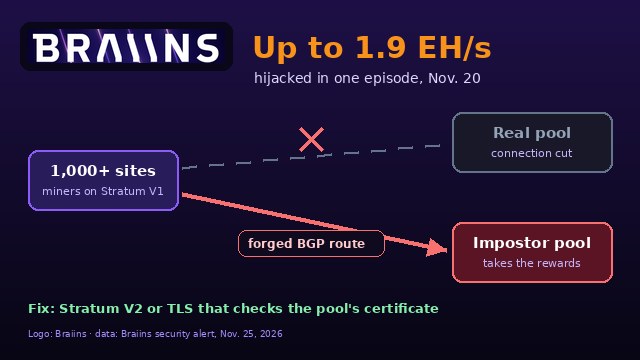 BRAIINS
Up to 1.9 EH/s
hijacked in one episode, Nov. 20
Real pool
connection cut
1,000+ sites
miners on Stratum V1
forged BGP route
Impostor pool
takes the rewards
Fix: Stratum V2 or TLS that checks the pool's certificate
Logo: Braiins · data: Braiins security alert, Nov. 25, 2026